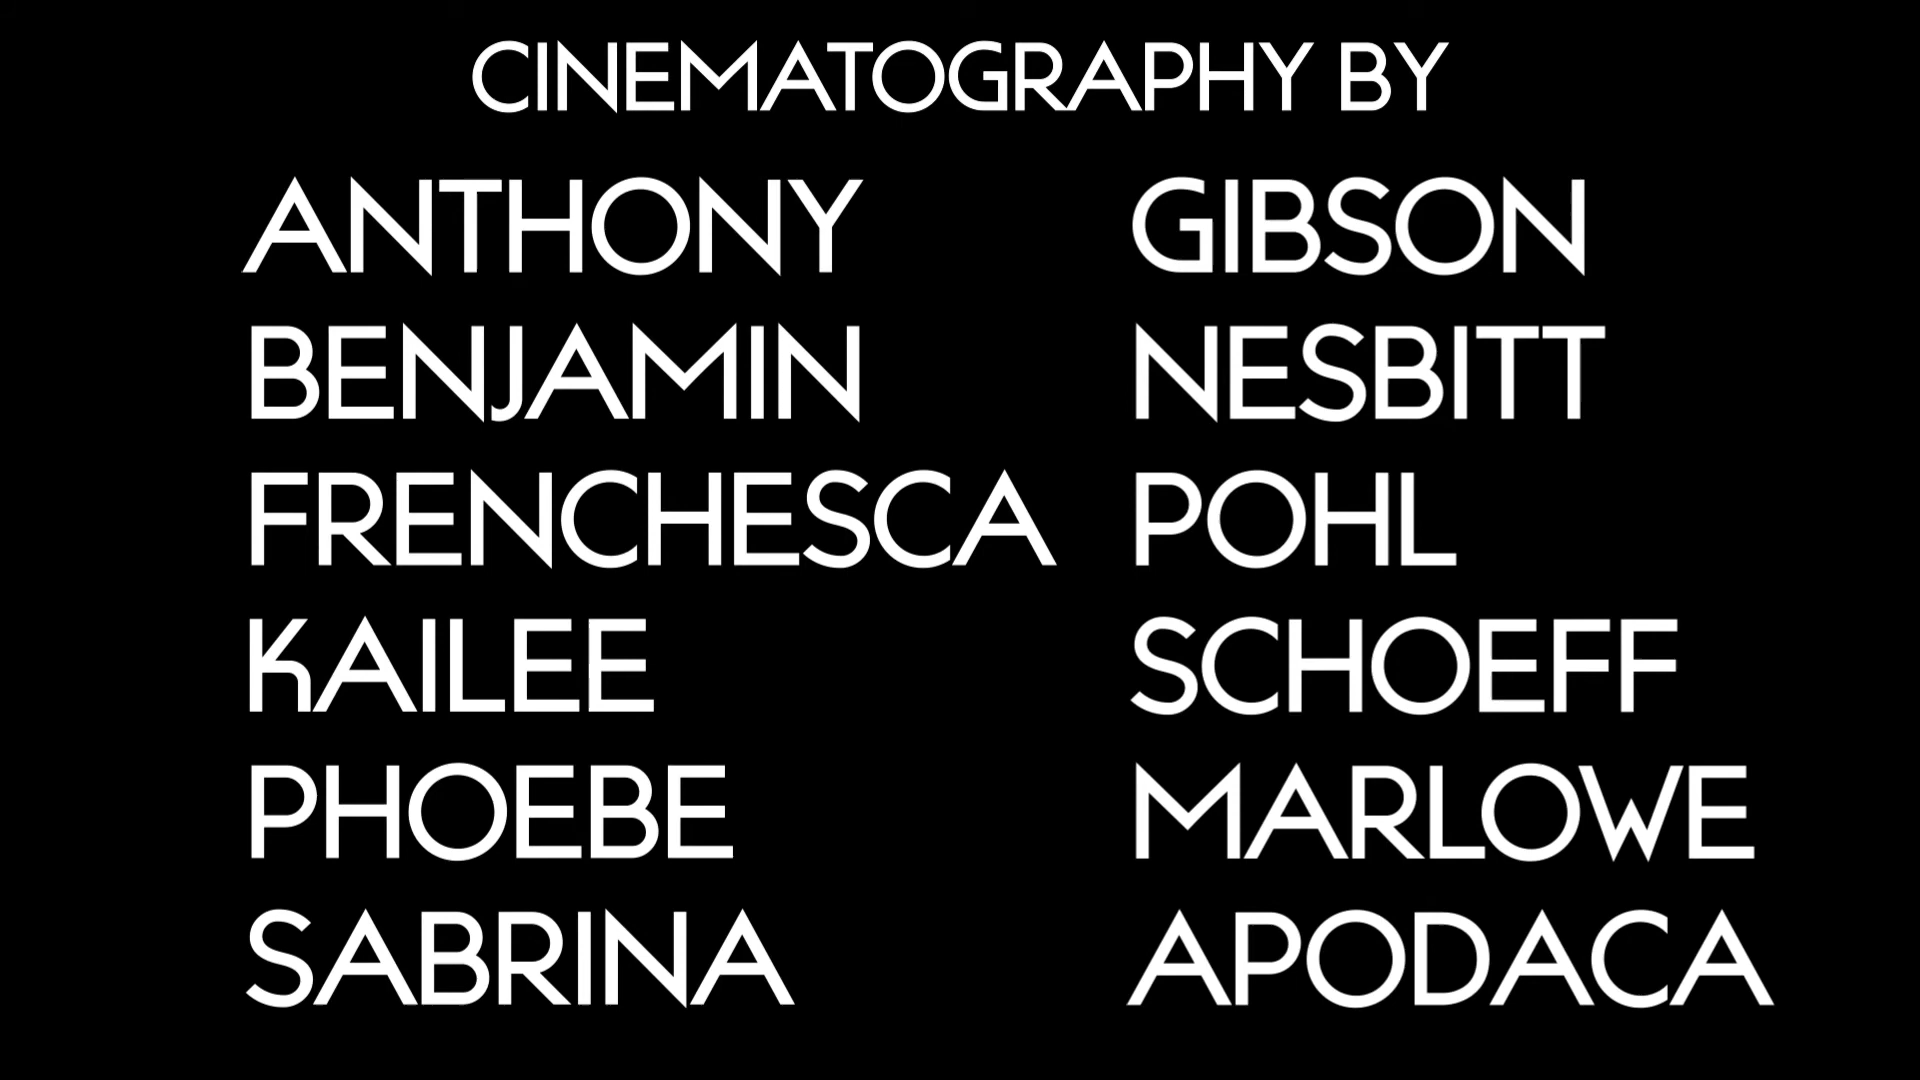 CINEMATOGRAPHY BY
ANTHONY GIBSON
BENJAMIN NESBITT
FRENCHESCA POHL
KAILEE SCHOEFF
PHOEBE MARLOWE
SABRINA APODACA